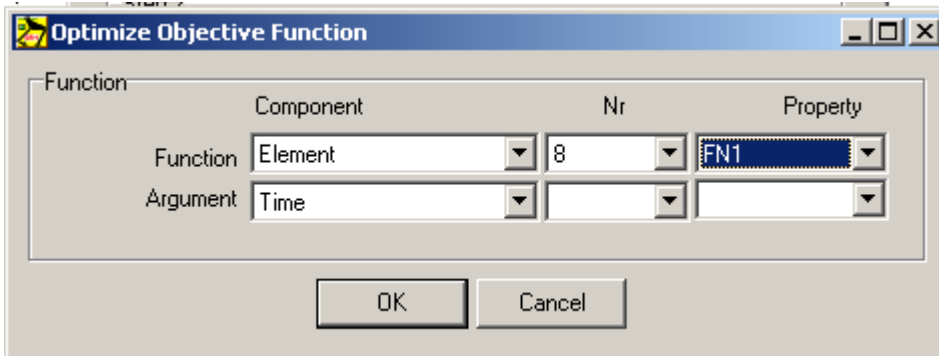 Optimize Objective Function
Function
Component Nr Property
Function Element 8 FN1
Argument Time
OK Cancel